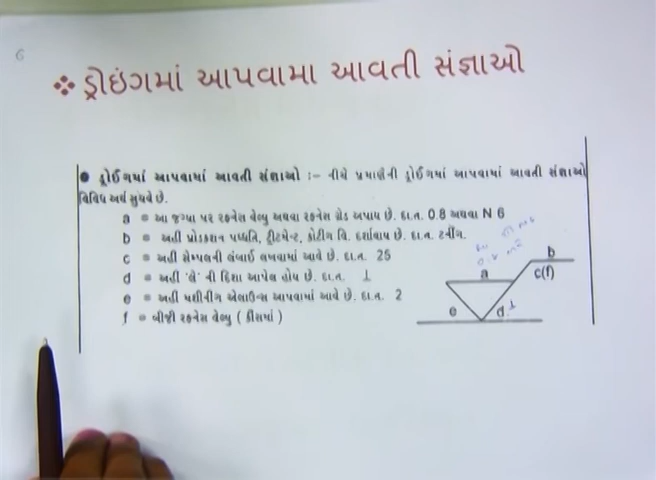 6
❖ ડ્રોઇંગમાં આપવામા આવતી સંજ્ઞાઓ
● ડ્રોઈંગમાં આપવામાં આવતી સંજ્ઞાઓ :- નીચે પ્રમાણેની ડ્રોઈંગમાં આપવામાં આવતી સંજ્ઞાઓ
વિવિધ અર્થ સુચવે છે.
a = આ જગ્યા પર રફનેસ વેલ્યુ અથવા રફનેસ ગ્રેડ અપાય છે. દા.ત. 0.8 અથવા N 6
b = અહીં પ્રોડકશન પધ્ધતિ, ટ્રીટમેન્ટ, કોટીંગ વિ. દર્શાવાય છે. દા.ત. ટર્નીંગ.
c = અહીં સેમ્પલની લંબાઈ લખવામાં આવે છે. દા.ત. 25
d = અહીં 'લે' ની દિશા આપેલ હોય છે. દા.ત. ⊥
e = અહીં મશીનીંગ એલાઉન્સ આપવામાં આવે છે. દા.ત. 2
f = બીજી રફનેસ વેલ્યુ ( કૌંસમાં )
b
a c(f)
e d ⊥